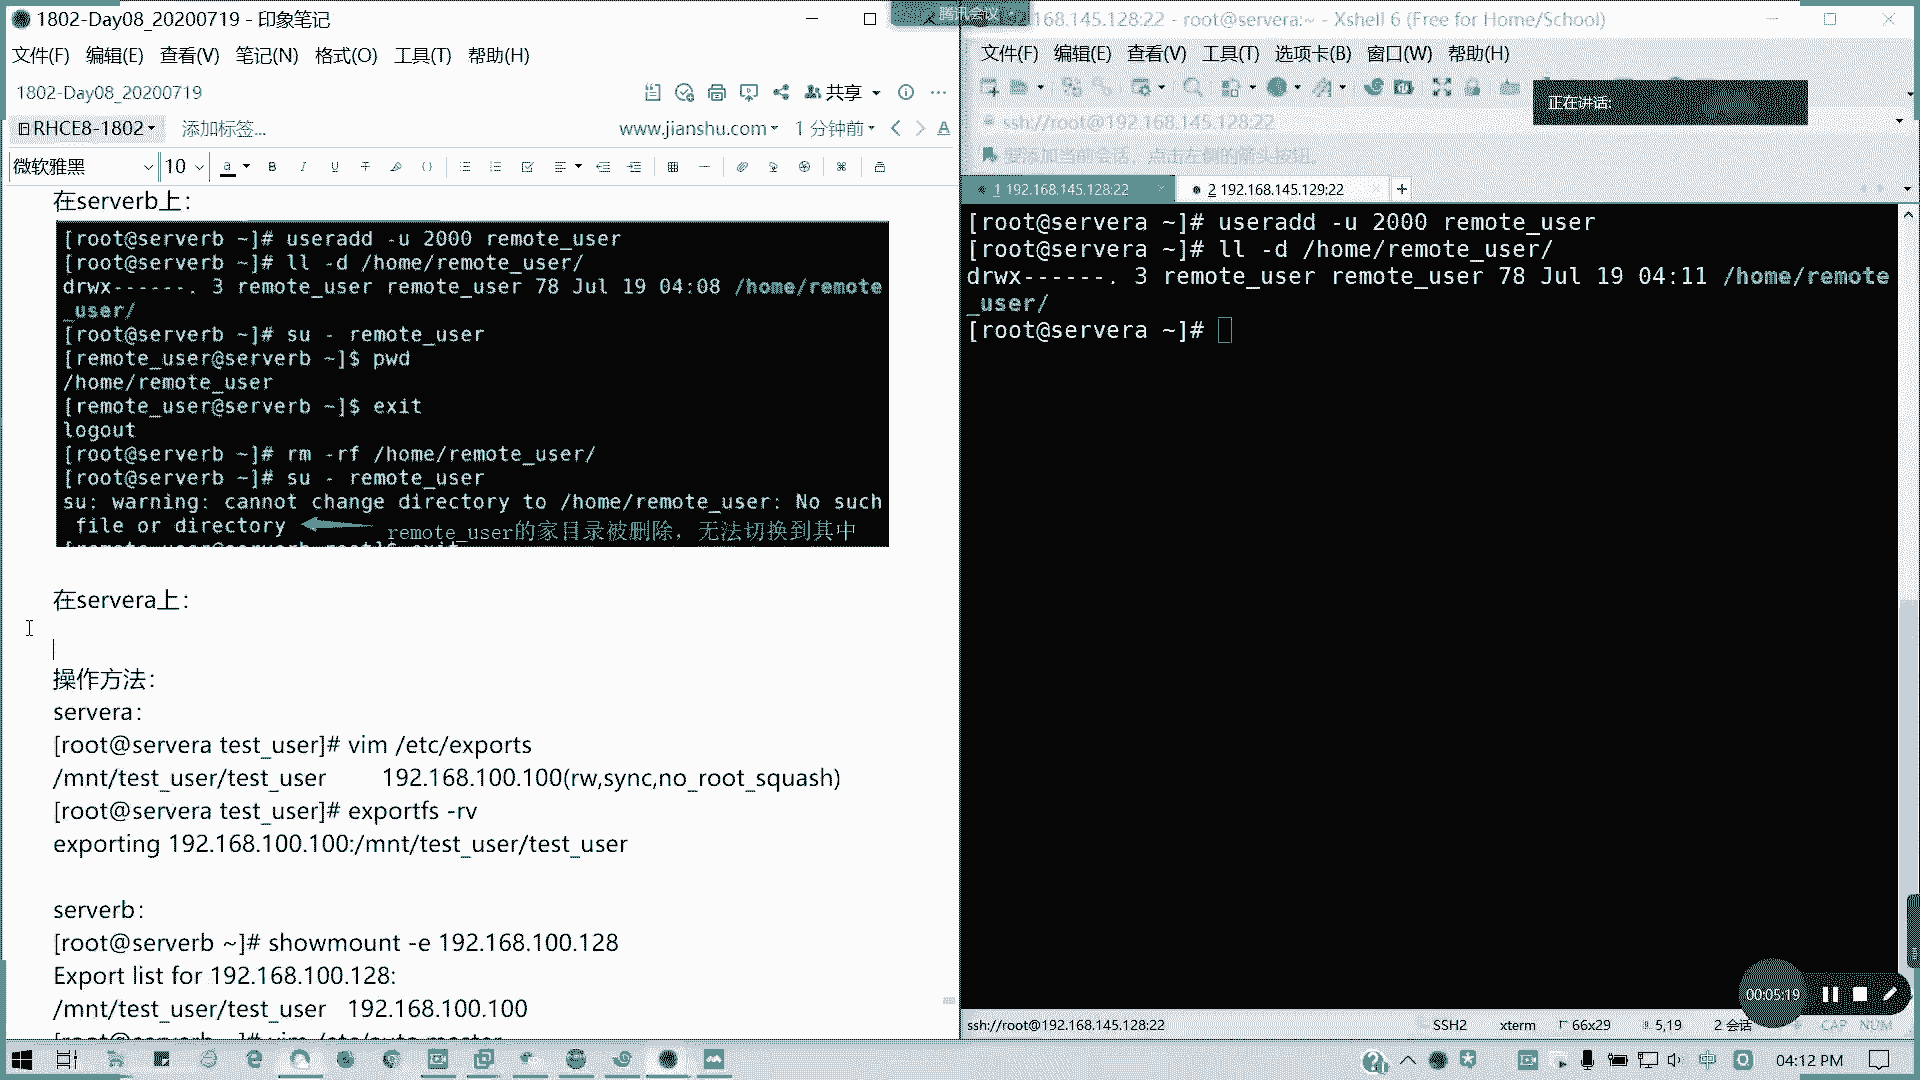 1802-Day08_20200719 - 印象笔记
文件(F) 编辑(E) 查看(V) 笔记(N) 格式(O) 工具(T) 帮助(H)
1802-Day08_20200719
共享
RHCE8-1802 添加标签...
www.jianshu.com 1 分钟前
微软雅黑 10
在serverb上：
[root@serverb ~]# useradd -u 2000 remote_user
[root@serverb ~]# ll -d /home/remote_user/
drwx------. 3 remote_user remote_user 78 Jul 19 04:08 /home/remote
_user/
[root@serverb ~]# su - remote_user
[remote_user@serverb ~]$ pwd
/home/remote_user
[remote_user@serverb ~]$ exit
logout
[root@serverb ~]# rm -rf /home/remote_user/
[root@serverb ~]# su - remote_user
su: warning: cannot change directory to /home/remote_user: No such
file or directory
remote_user的家目录被删除，无法切换到其中
在servera上：
操作方法：
servera：
[root@servera test_user]# vim /etc/exports
/mnt/test_user/test_user 192.168.100.100(rw,sync,no_root_squash)
[root@servera test_user]# exportfs -rv
exporting 192.168.100.100:/mnt/test_user/test_user
serverb：
[root@serverb ~]# showmount -e 192.168.100.128
Export list for 192.168.100.128:
/mnt/test_user/test_user 192.168.100.100
腾讯会议
168.145.128:22 - root@servera:~ - Xshell 6 (Free for Home/School)
文件(F) 编辑(E) 查看(V) 工具(T) 选项卡(B) 窗口(W) 帮助(H)
正在讲话:
ssh://root@192.168.145.128:22
要添加当前会话，点击左侧的箭头按钮。
1 192.168.145.128:22
2 192.168.145.129:22
[root@servera ~]# useradd -u 2000 remote_user
[root@servera ~]# ll -d /home/remote_user/
drwx------. 3 remote_user remote_user 78 Jul 19 04:11 /home/remote
_user/
[root@servera ~]#
00:05:19
ssh://root@192.168.145.128:22 SSH2 xterm 66x29 5,19 2 会话 CAP NUM
中 04:12 PM